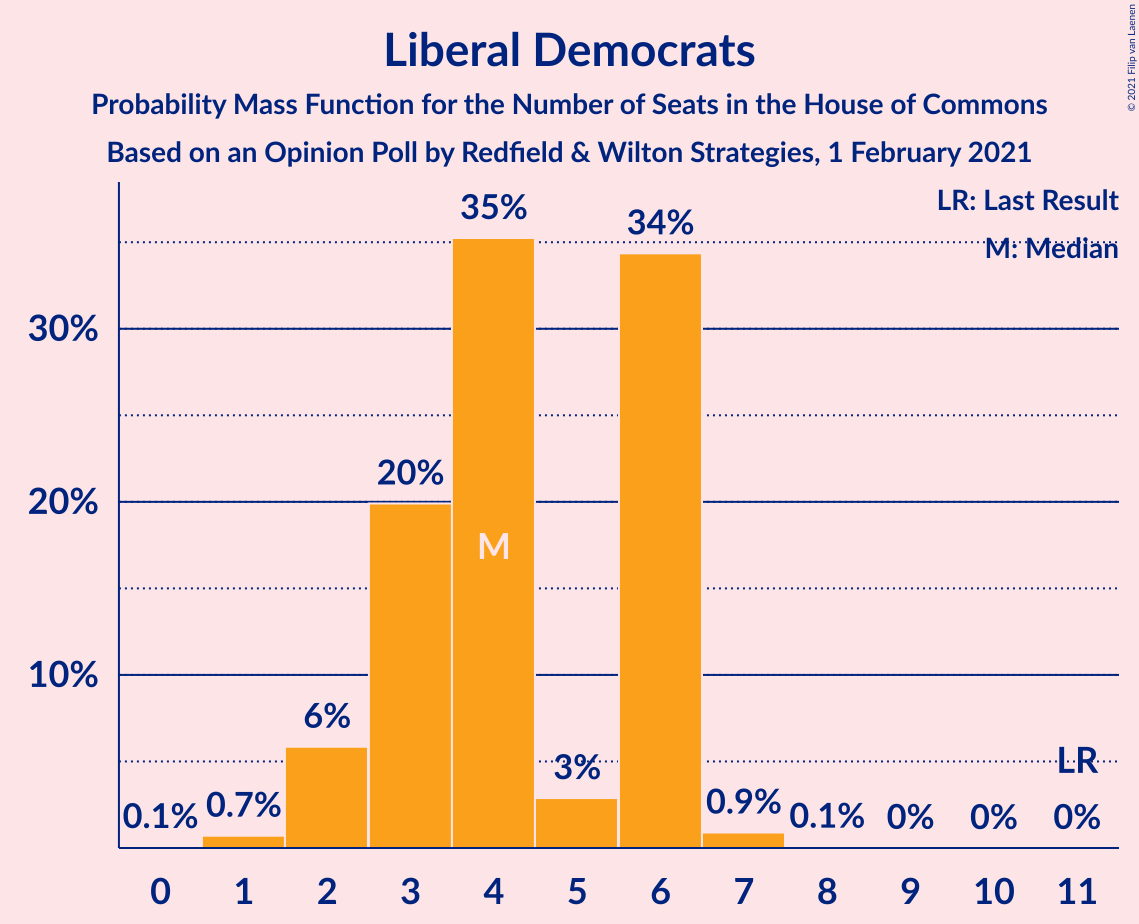 Liberal Democrats
Probability Mass Function for the Number of Seats in the House of Commons
Based on an Opinion Poll by Redfield & Wilton Strategies, 1 February 2021
© 2021 Filip van Laenen
LR: Last Result
M: Median
35%
34%
30%
20%
20%
M
10%
6%
3%
LR
0.1%
0.7%
0.9%
0.1%
0%
0%
0%
0 1 2 3 4 5 6 7 8 9 10 11